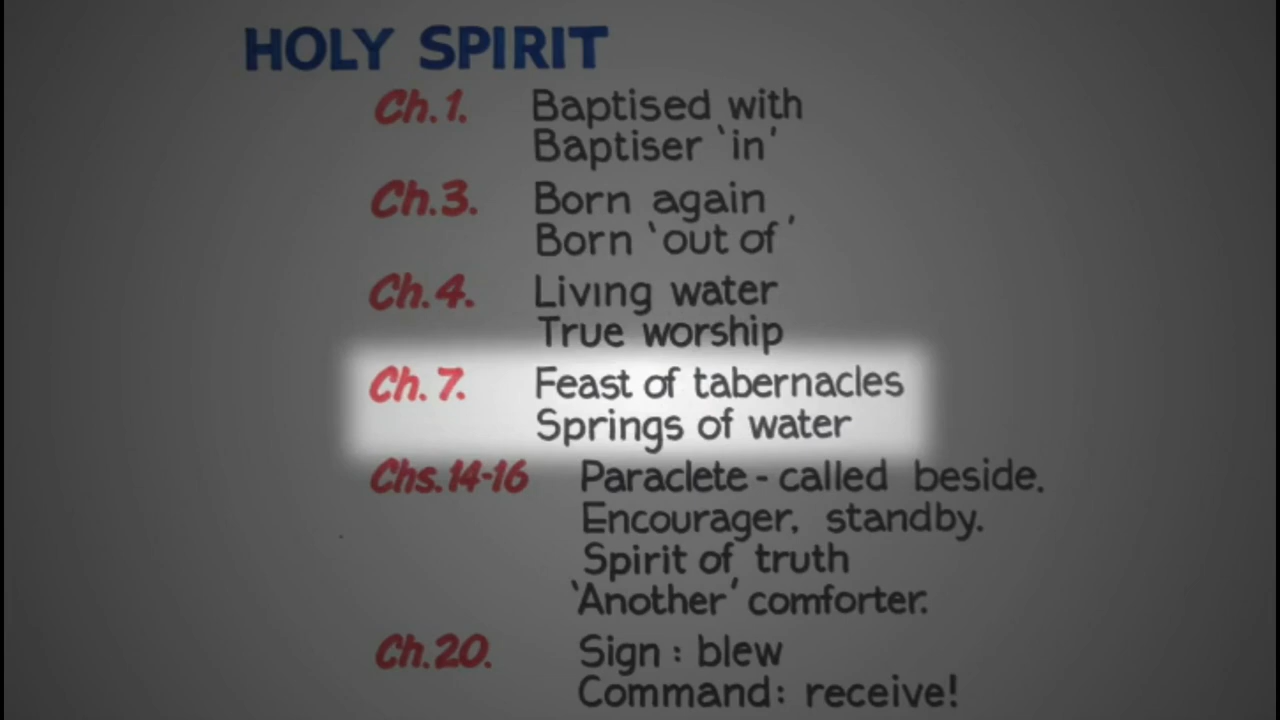 HOLY SPIRIT
Ch. 1. Baptised with
Baptiser 'in'
Ch. 3. Born again
Born 'out of'
Ch. 4. Living water
True worship
Ch. 7. Feast of tabernacles
Springs of water
Chs. 14-16 Paraclete - called beside.
Encourager. standby.
Spirit of truth
'Another' comforter.
Ch. 20. Sign : blew
Command : receive!